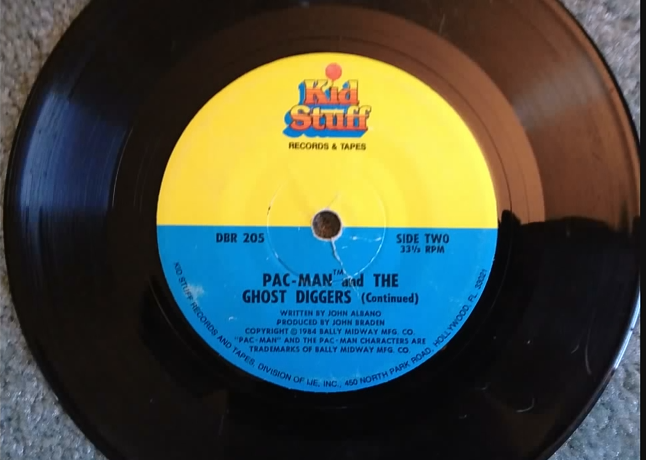 Kid
Stuff
RECORDS & TAPES
DBR 205
SIDE TWO
33⅓ RPM
PAC-MAN™ and THE
GHOST DIGGERS (Continued)
WRITTEN BY JOHN ALBANO
PRODUCED BY JOHN BRADEN
COPYRIGHT © 1984 BALLY MIDWAY MFG. CO.
"PAC-MAN" AND THE PAC-MAN CHARACTERS ARE
TRADEMARKS OF BALLY MIDWAY MFG. CO.
KID STUFF RECORDS AND TAPES, DIVISION OF IJE, INC., 450 NORTH PARK ROAD, HOLLYWOOD, FL 33021